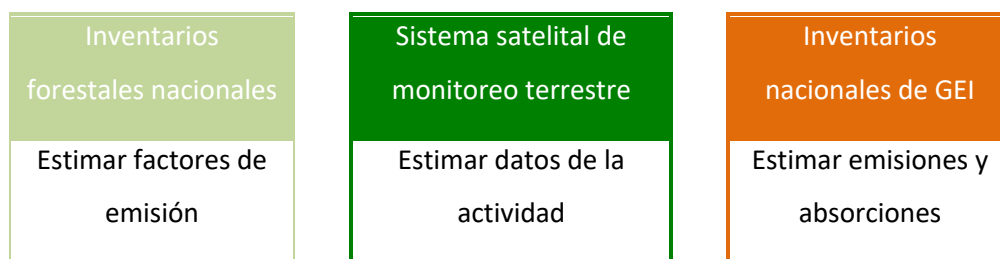 Inventarios
forestales nacionales
Estimar factores de
emisión
Sistema satelital de
monitoreo terrestre
Estimar datos de la
actividad
Inventarios
nacionales de GEI
Estimar emisiones y
absorciones